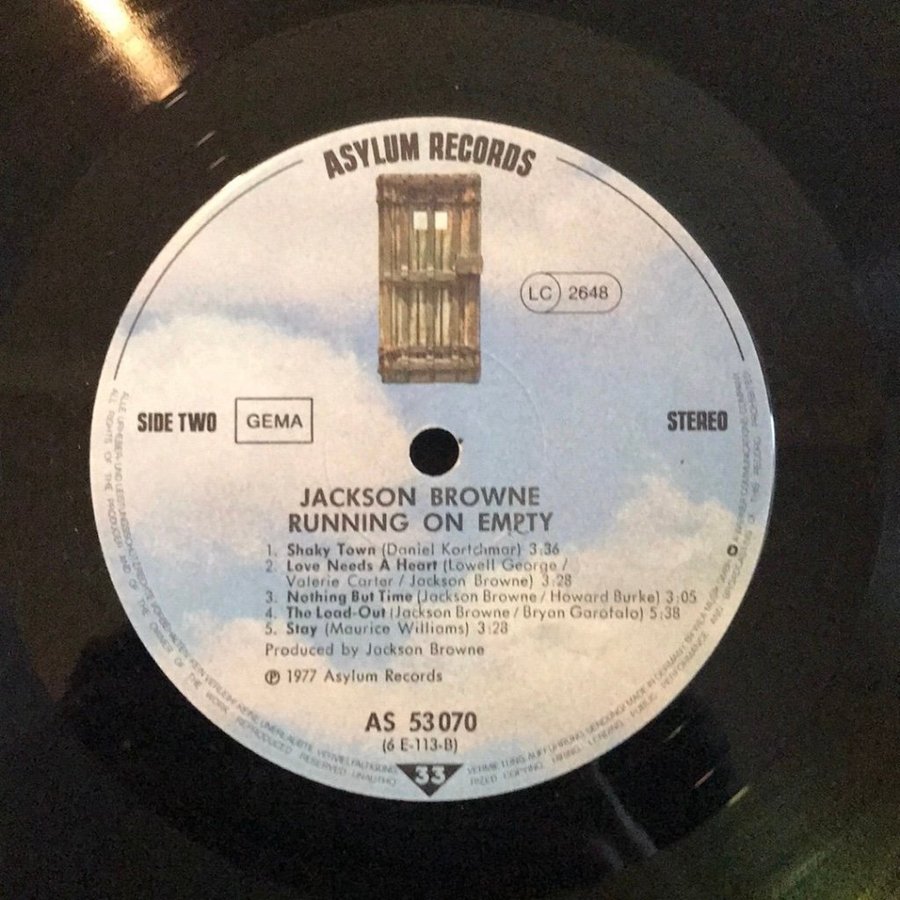 ASYLUM RECORDS
LC 2648
SIDE TWO
GEMA
STEREO
JACKSON BROWNE
RUNNING ON EMPTY
1. Shaky Town (Daniel Kortchmar) 3:36
2. Love Needs A Heart (Lowell George /
Valerie Carter / Jackson Browne) 3:28
3. Nothing But Time (Jackson Browne / Howard Burke) 3:05
4. The Load-Out (Jackson Browne / Bryan Garofalo) 5:38
5. Stay (Maurice Williams) 3:28
Produced by Jackson Browne
℗ 1977 Asylum Records
AS 53 070
(6 E-113-B)
33